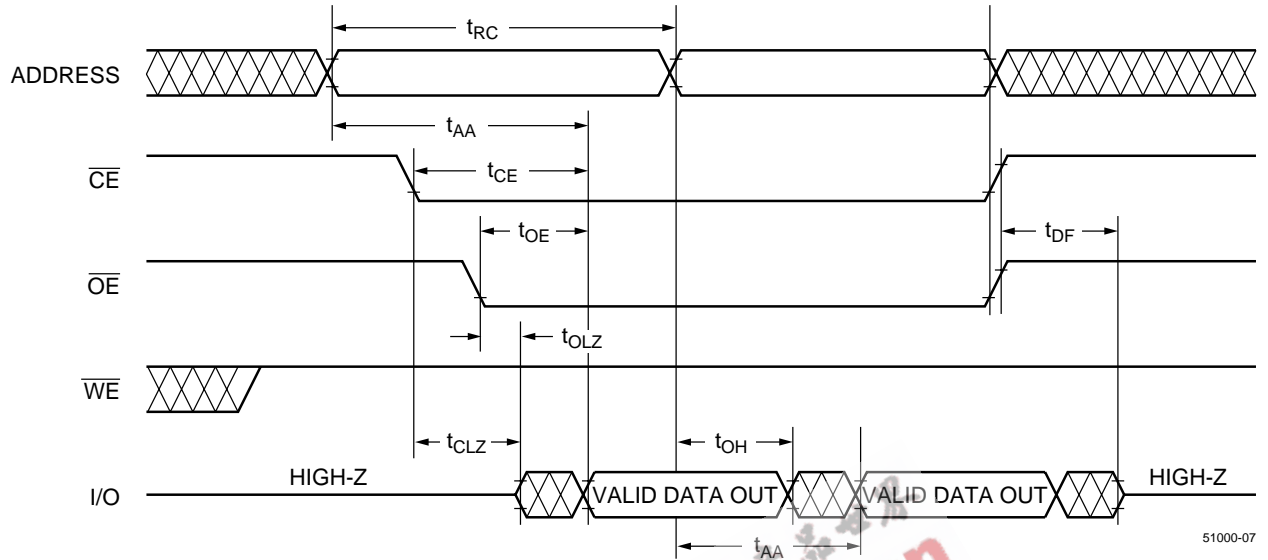 tRC
ADDRESS
tAA
CE
tCE
tOE
tDF
OE
tOLZ
WE
tCLZ
tOH
HIGH-Z
HIGH-Z
I/O
VALID DATA OUT
VALID DATA OUT
51000-07
tAA